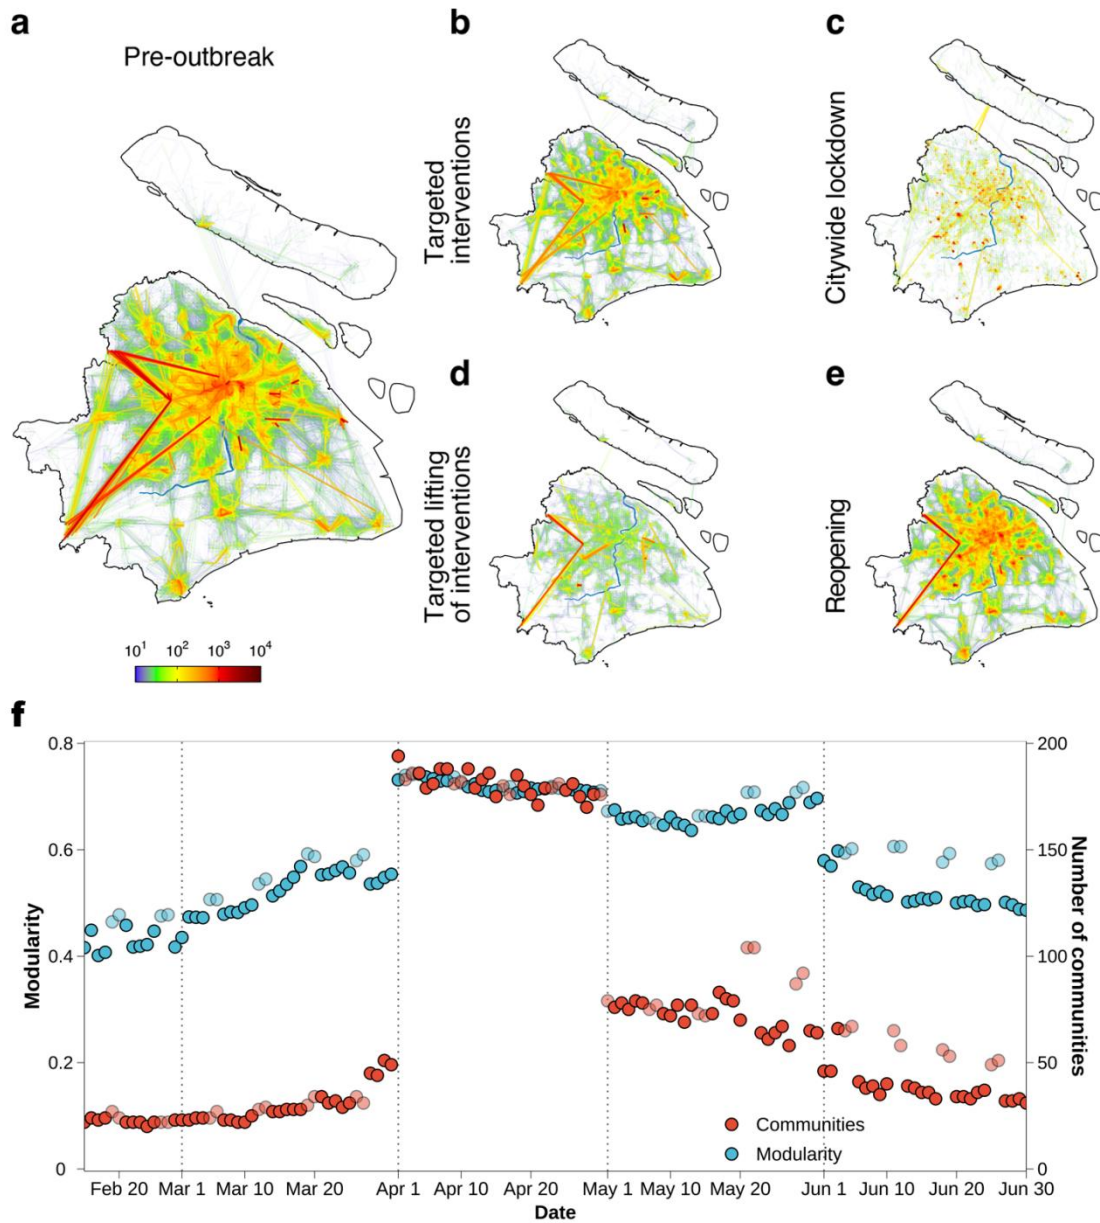 a
Pre-outbreak
b
Targeted
interventions
c
Citywide lockdown
d
Targeted lifting
of interventions
e
Reopening
10¹ 10² 10³ 10⁴
f
0.8
0.6
0.4
0.2
0
Modularity
200
150
100
50
0
Number of communities
Communities
Modularity
Feb 20 Mar 1 Mar 10 Mar 20 Apr 1 Apr 10 Apr 20 May 1 May 10 May 20 Jun 1 Jun 10 Jun 20 Jun 30
Date